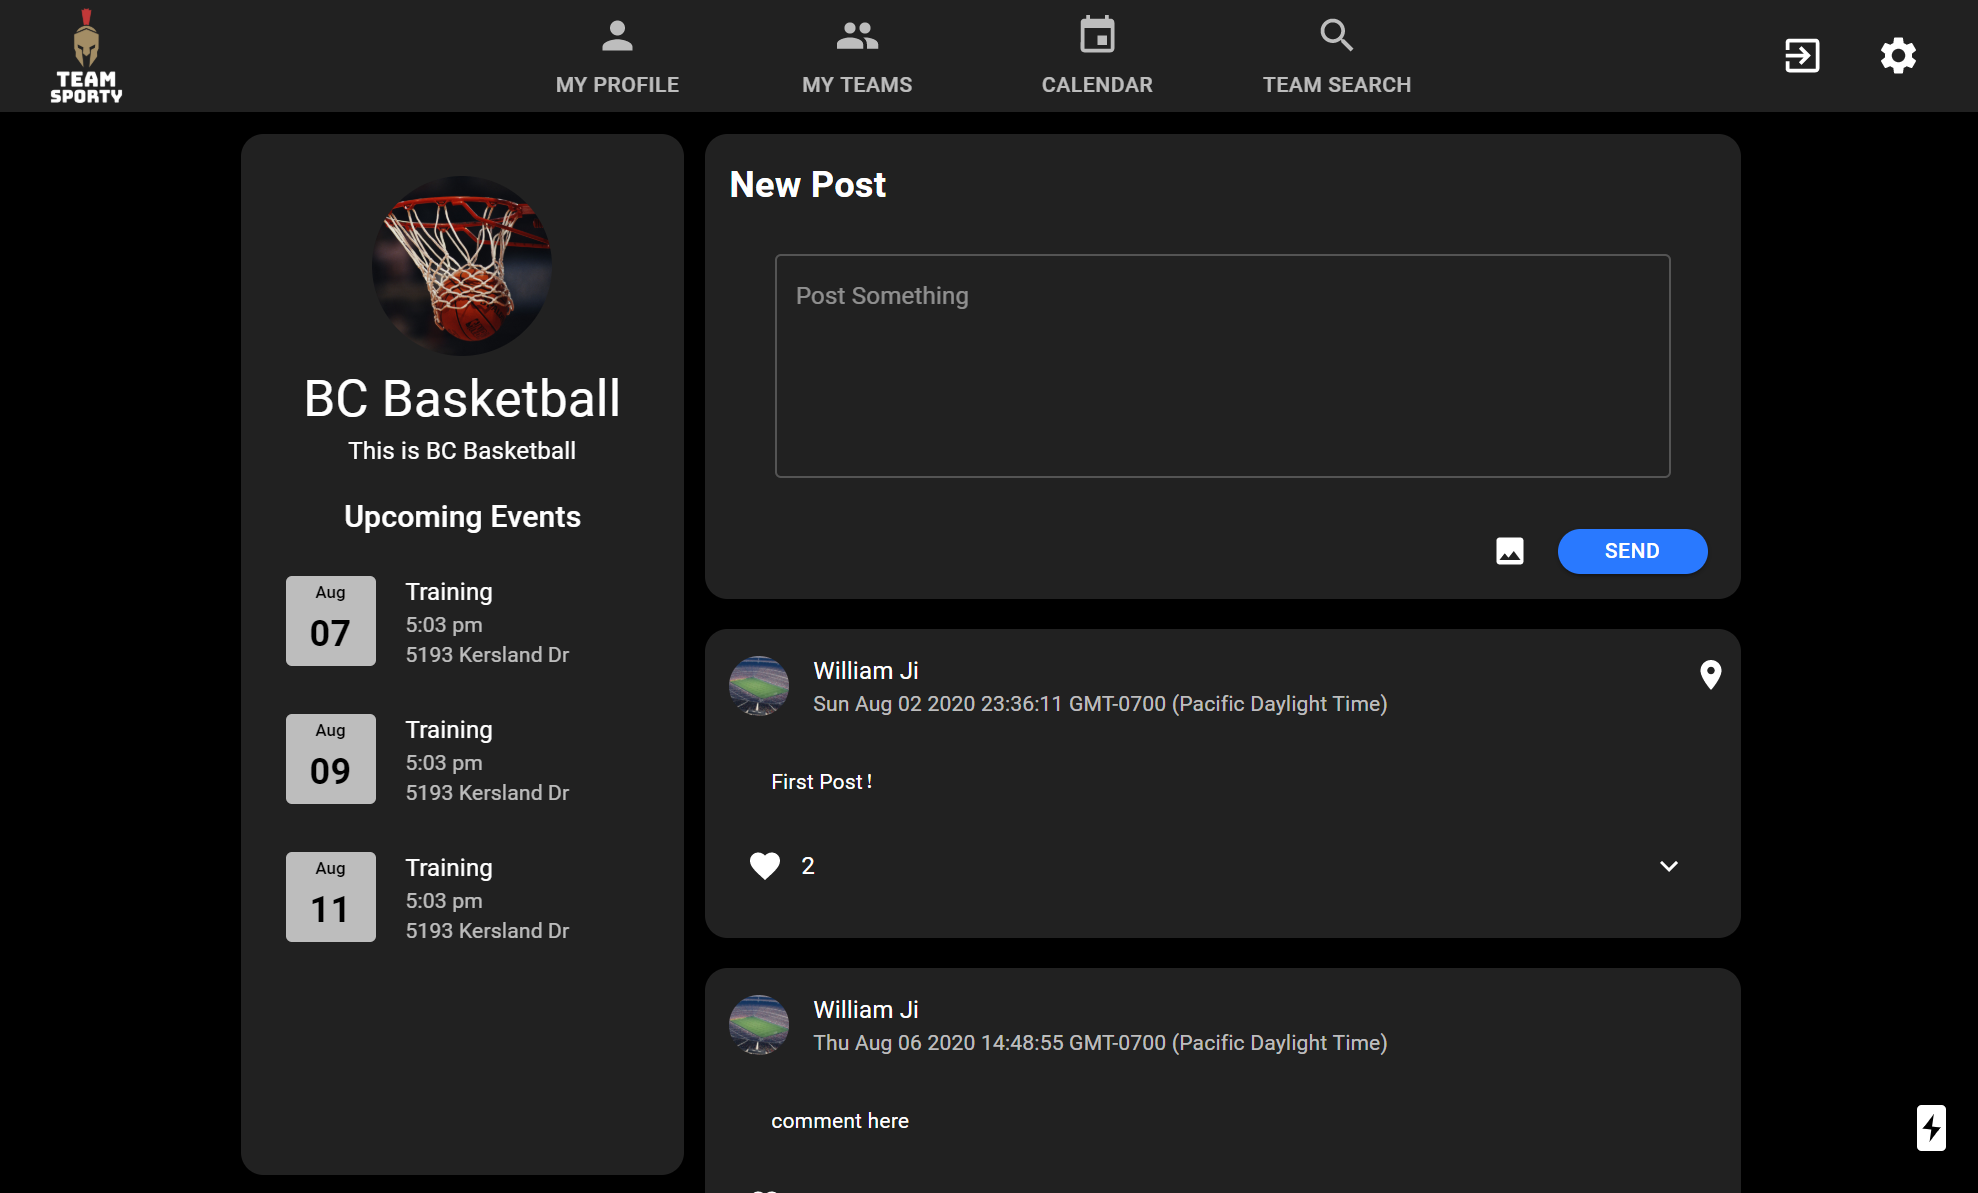 TEAM
SPORTY
MY PROFILE
MY TEAMS
CALENDAR
TEAM SEARCH
BC Basketball
This is BC Basketball
Upcoming Events
Aug
07
Training
5:03 pm
5193 Kersland Dr
Aug
09
Training
5:03 pm
5193 Kersland Dr
Aug
11
Training
5:03 pm
5193 Kersland Dr
New Post
Post Something
SEND
William Ji
Sun Aug 02 2020 23:36:11 GMT-0700 (Pacific Daylight Time)
First Post！
2
William Ji
Thu Aug 06 2020 14:48:55 GMT-0700 (Pacific Daylight Time)
comment here